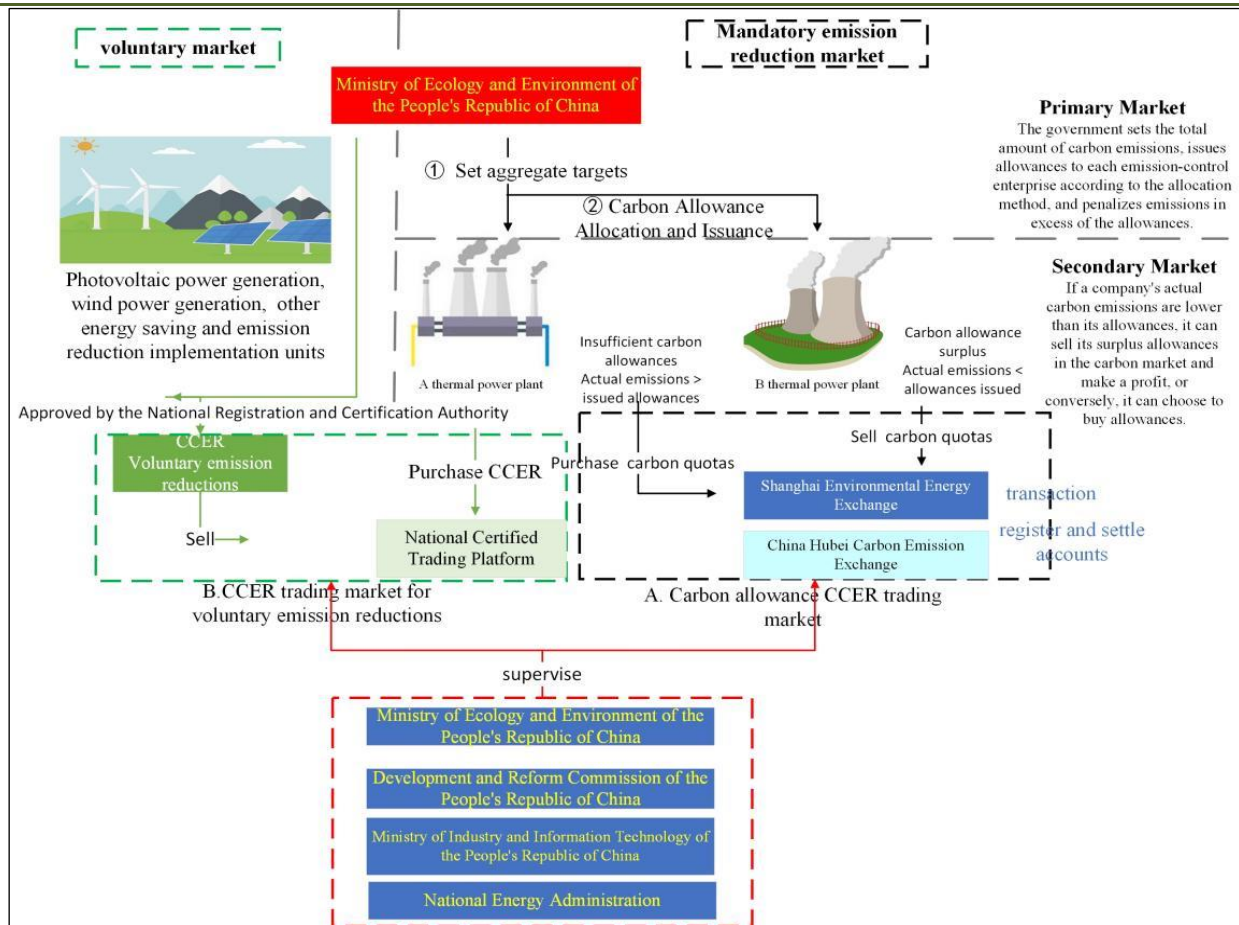 voluntary market
Mandatory emission
reduction market
Ministry of Ecology and Environment of
the People's Republic of China
Primary Market
The government sets the total
amount of carbon emissions, issues
allowances to each emission-control
enterprise according to the allocation
method, and penalizes emissions in
excess of the allowances.
① Set aggregate targets
② Carbon Allowance
Allocation and Issuance
Photovoltaic power generation,
wind power generation, other
energy saving and emission
reduction implementation units
A thermal power plant
Insufficient carbon
allowances
Actual emissions >
issued allowances
B thermal power plant
Carbon allowance
surplus
Actual emissions <
allowances issued
Secondary Market
If a company's actual
carbon emissions are lower
than its allowances, it can
sell its surplus allowances
in the carbon market and
make a profit, or
conversely, it can choose to
buy allowances.
Approved by the National Registration and Certification Authority
CCER
Voluntary emission
reductions
Purchase CCER
Sell
National Certified
Trading Platform
Purchase carbon quotas
Sell carbon quotas
Shanghai Environmental Energy
Exchange
transaction
China Hubei Carbon Emission
Exchange
register and settle
accounts
B.CCER trading market for
voluntary emission reductions
A. Carbon allowance CCER trading
market
supervise
Ministry of Ecology and Environment of the
People's Republic of China
Development and Reform Commission of the
People's Republic of China
Ministry of Industry and Information Technology of
the People's Republic of China
National Energy Administration